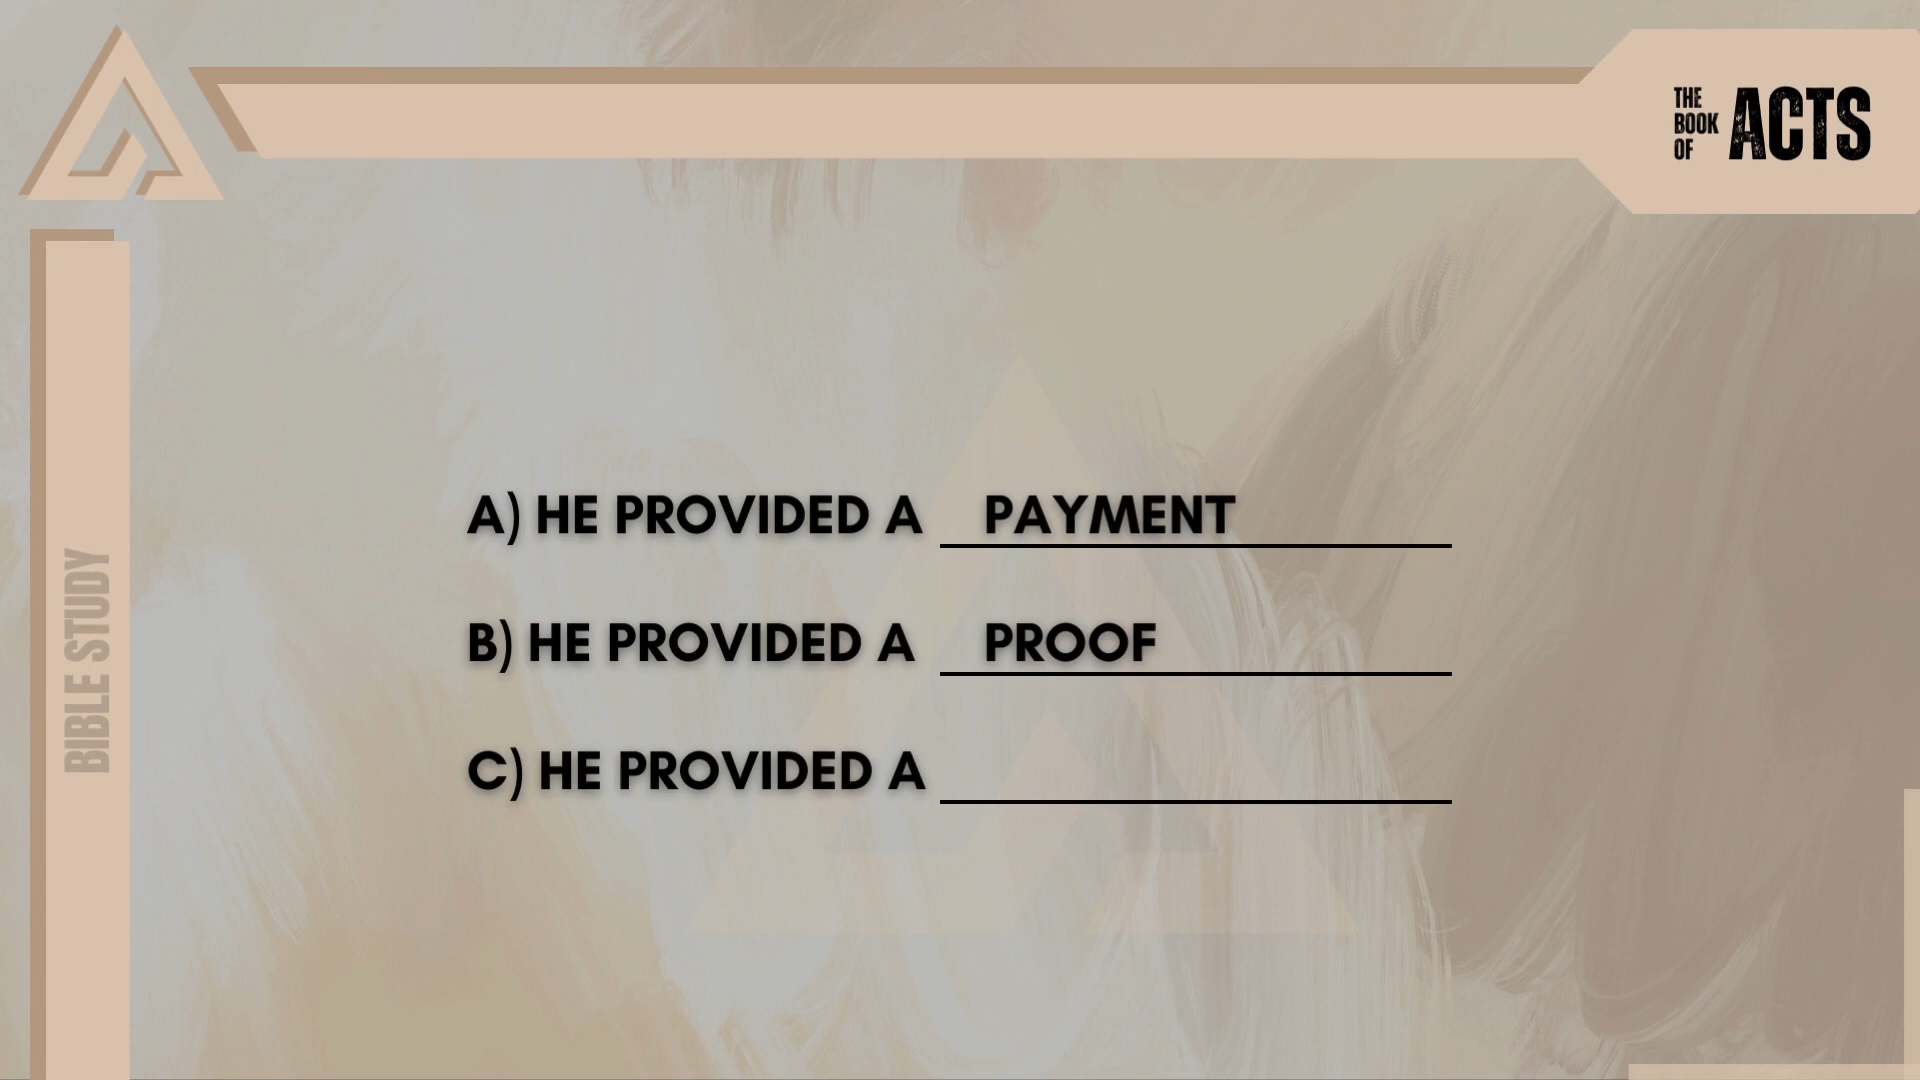 THE
BOOK
OF
ACTS
A) HE PROVIDED A PAYMENT
B) HE PROVIDED A PROOF
C) HE PROVIDED A
BIBLE STUDY